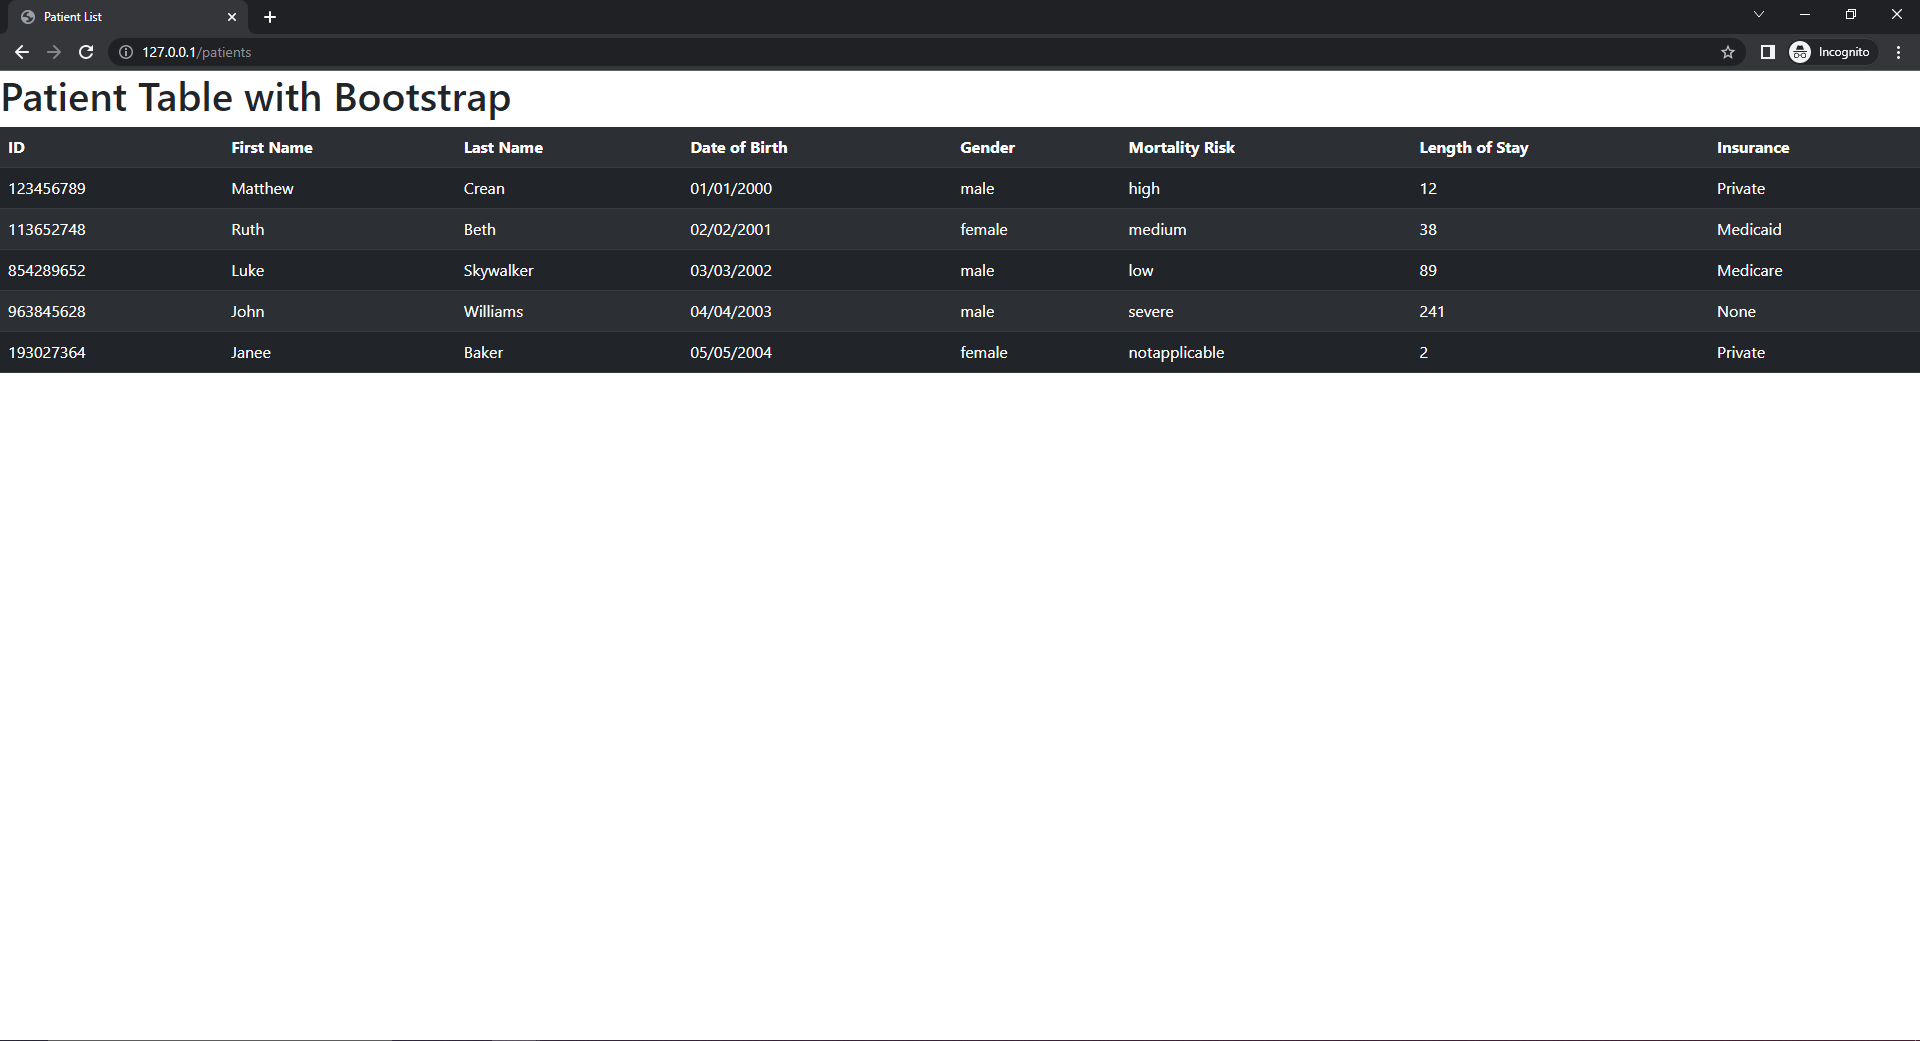 Patient List
127.0.0.1/patients
Incognito
Patient Table with Bootstrap
ID First Name Last Name Date of Birth Gender Mortality Risk Length of Stay Insurance
123456789 Matthew Crean 01/01/2000 male high 12 Private
113652748 Ruth Beth 02/02/2001 female medium 38 Medicaid
854289652 Luke Skywalker 03/03/2002 male low 89 Medicare
963845628 John Williams 04/04/2003 male severe 241 None
193027364 Janee Baker 05/05/2004 female notapplicable 2 Private